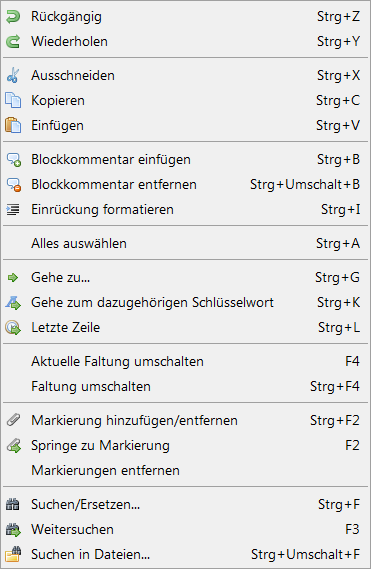 Rückgängig Strg+Z
Wiederholen Strg+Y
Ausschneiden Strg+X
Kopieren Strg+C
Einfügen Strg+V
Blockkommentar einfügen Strg+B
Blockkommentar entfernen Strg+Umschalt+B
Einrückung formatieren Strg+I
Alles auswählen Strg+A
Gehe zu... Strg+G
Gehe zum dazugehörigen Schlüsselwort Strg+K
Letzte Zeile Strg+L
Aktuelle Faltung umschalten F4
Faltung umschalten Strg+F4
Markierung hinzufügen/entfernen Strg+F2
Springe zu Markierung F2
Markierungen entfernen
Suchen/Ersetzen... Strg+F
Weitersuchen F3
Suchen in Dateien... Strg+Umschalt+F